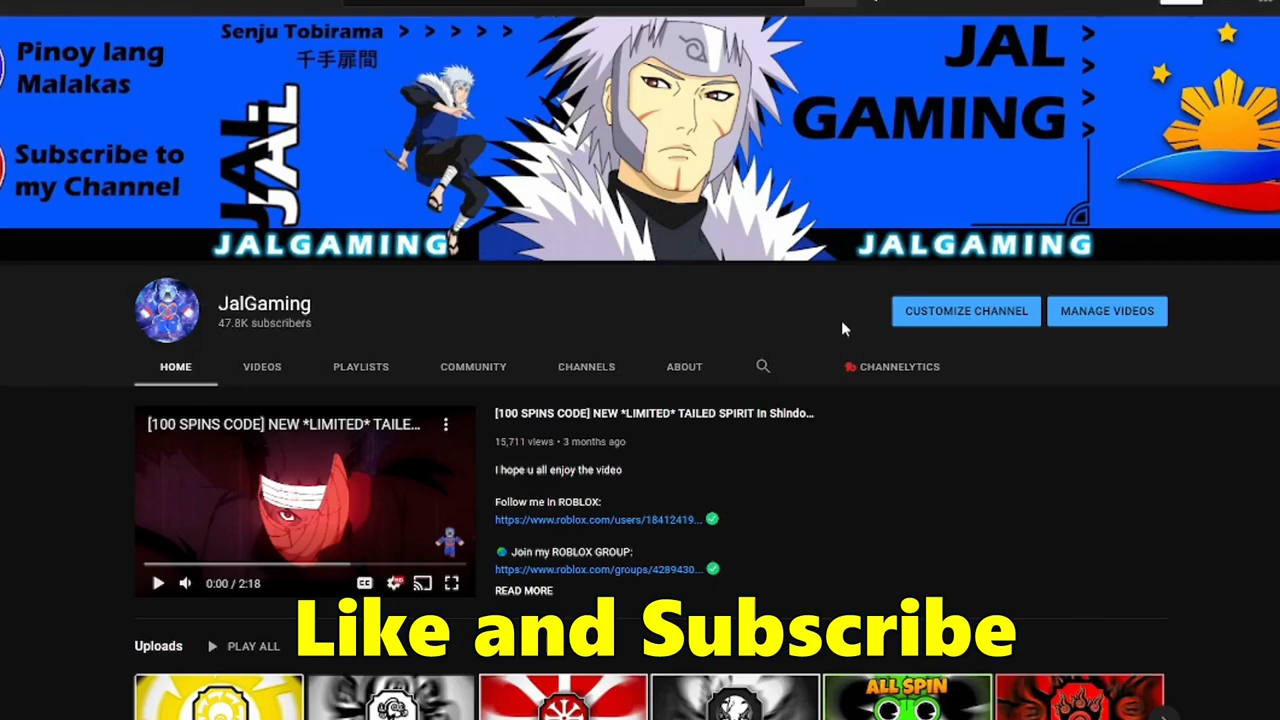 Pinoy lang
Malakas
Subscribe to
my Channel
Senju Tobirama > > > > >
千手扉間
JAL
JAL
JAL
GAMING
> > > >
JALGAMING
JALGAMING
JalGaming
47.8K subscribers
CUSTOMIZE CHANNEL
MANAGE VIDEOS
HOME
VIDEOS
PLAYLISTS
COMMUNITY
CHANNELS
ABOUT
CHANNELYTICS
[100 SPINS CODE] NEW *LIMITED* TAILE...
0:00 / 2:18
CC
HD
[100 SPINS CODE] NEW *LIMITED* TAILED SPIRIT In Shindo...
15,711 views • 3 months ago
I hope u all enjoy the video
Follow me in ROBLOX:
https://www.roblox.com/users/18412419...
Join my ROBLOX GROUP:
https://www.roblox.com/groups/4289430...
READ MORE
Like and Subscribe
Uploads
PLAY ALL
ALL SPIN